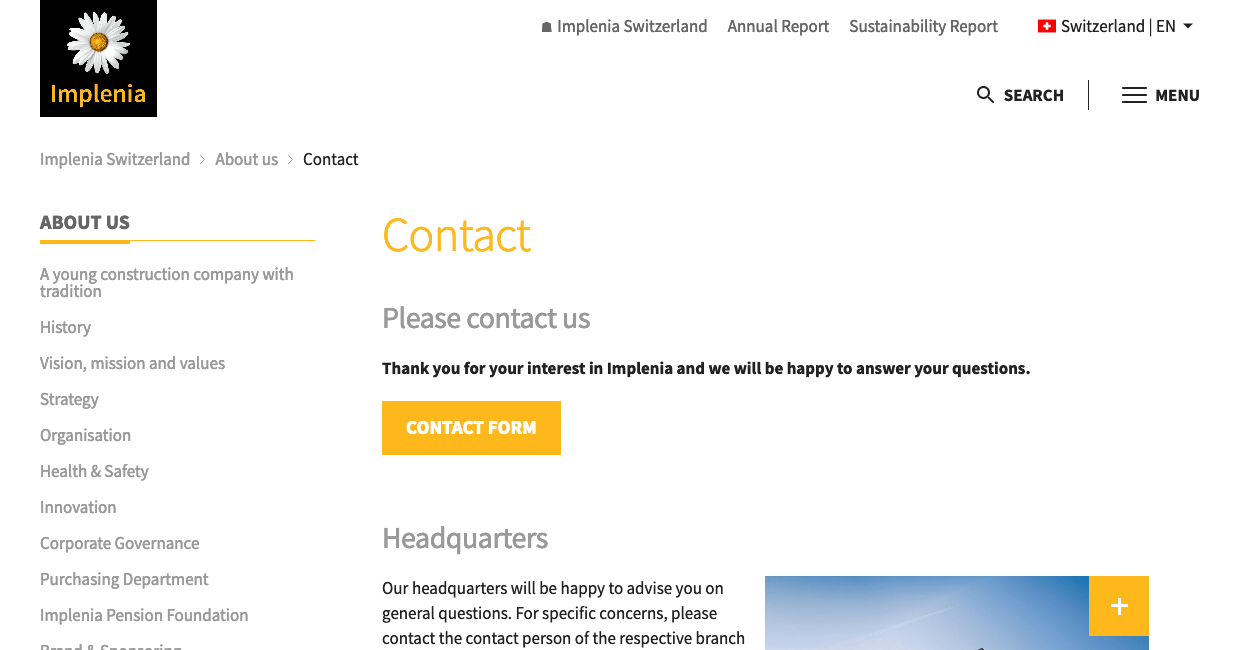 Implenia
Implenia Switzerland Annual Report Sustainability Report Switzerland | EN
SEARCH MENU
Implenia Switzerland > About us > Contact
ABOUT US
A young construction company with
tradition
History
Vision, mission and values
Strategy
Organisation
Health & Safety
Innovation
Corporate Governance
Purchasing Department
Implenia Pension Foundation
Brand & Sponsoring
Contact
Please contact us
Thank you for your interest in Implenia and we will be happy to answer your questions.
CONTACT FORM
Headquarters
Our headquarters will be happy to advise you on
general questions. For specific concerns, please
contact the contact person of the respective branch
+